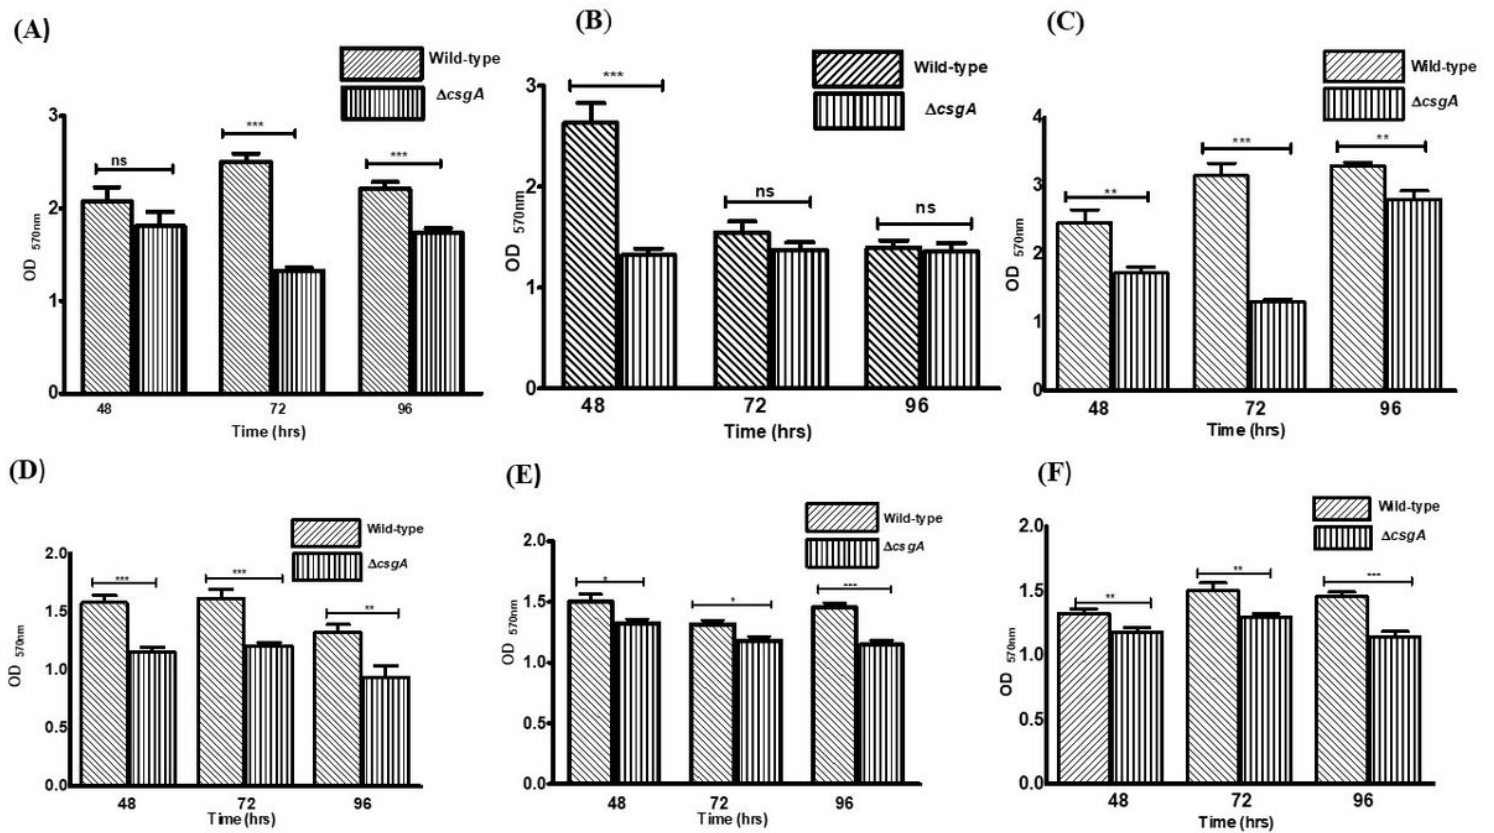 (A)
Wild-type
ΔcsgA
3
2
1
0
OD 570nm
ns
***
***
48 72 96
Time (hrs)
(B)
Wild-type
ΔcsgA
3
2
1
0
OD 570nm
***
ns
ns
48 72 96
Time (hrs)
(C)
Wild-type
ΔcsgA
4
3
2
1
0
OD 570nm
**
***
**
48 72 96
Time (hrs)
(D)
Wild-type
ΔcsgA
2.0
1.5
1.0
0.5
0.0
OD 570nm
***
***
**
48 72 96
Time (hrs)
(E)
Wild-type
ΔcsgA
2.0
1.5
1.0
0.5
0.0
OD 570nm
*
*
***
48 72 96
Time (hrs)
(F)
Wild-type
ΔcsgA
2.0
1.5
1.0
0.5
0.0
OD 570nm
**
**
***
48 72 96
Time (hrs)